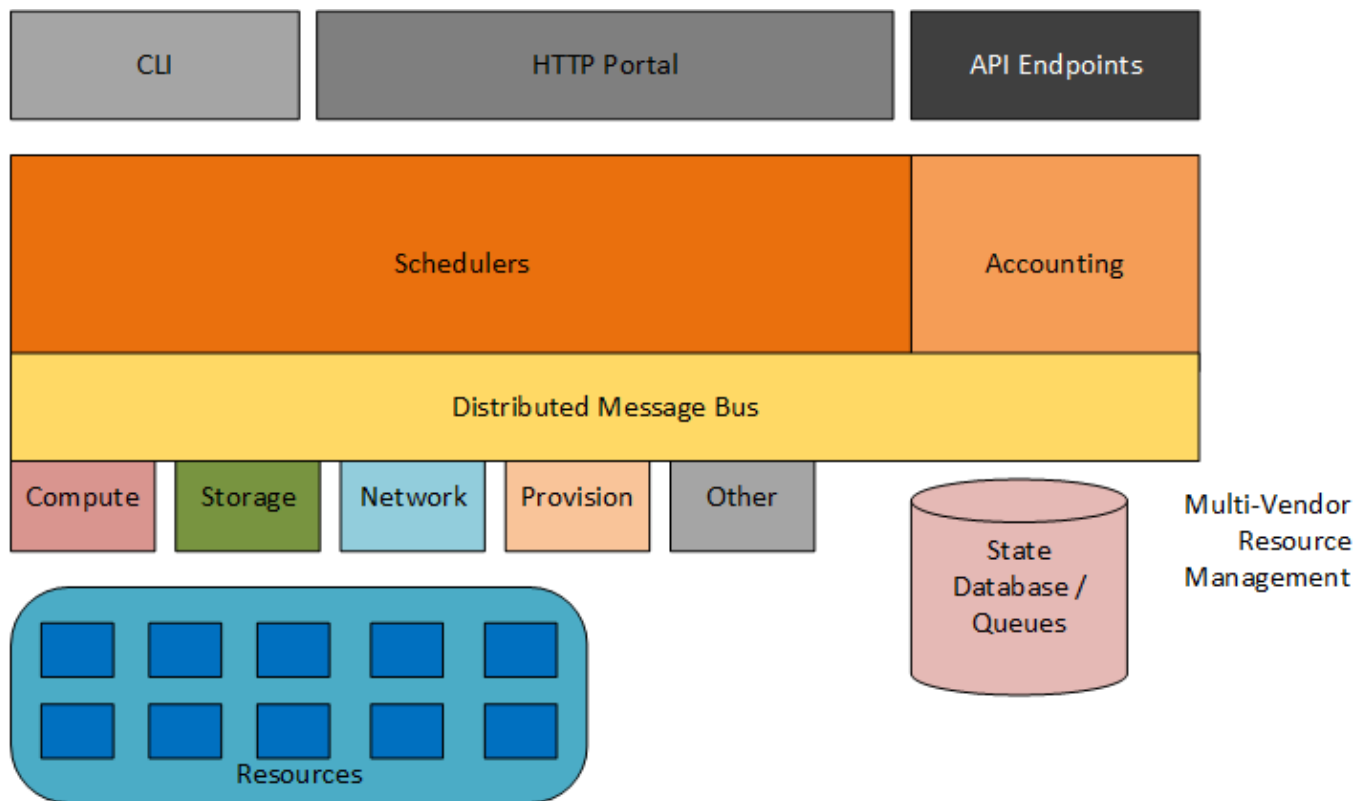 CLI
HTTP Portal
API Endpoints
Schedulers
Accounting
Distributed Message Bus
Compute
Storage
Network
Provision
Other
State
Database /
Queues
Multi-Vendor
Resource
Management
Resources